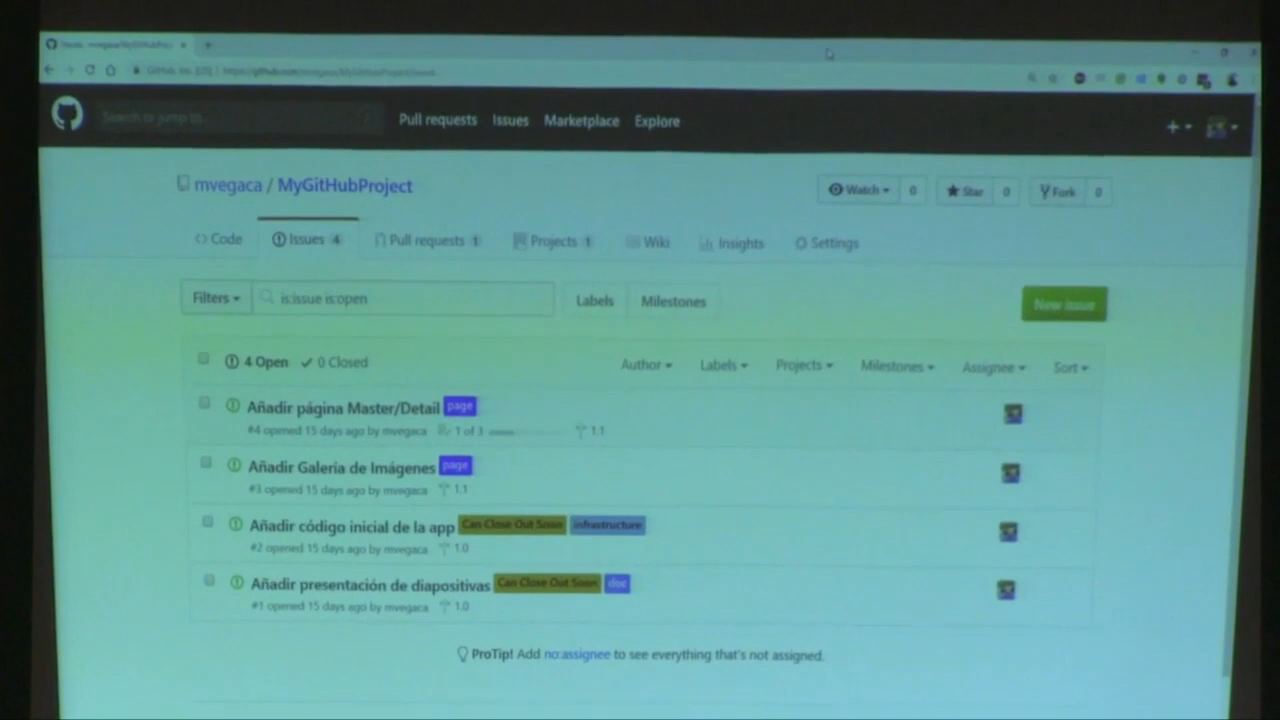 Search or jump to...
Pull requests Issues Marketplace Explore
mvegaca / MyGitHubProject
Watch 0 Star 0 Fork 0
Code Issues 4 Pull requests 1 Projects 1 Wiki Insights Settings
Filters is:issue is:open Labels Milestones New issue
4 Open 0 Closed Author Labels Projects Milestones Assignee Sort
Añadir página Master/Detail page
#4 opened 15 days ago by mvegaca 1 of 3 1.1
Añadir Galería de Imágenes page
#3 opened 15 days ago by mvegaca 1.1
Añadir código inicial de la app Can Close Out Soon infrastructure
#2 opened 15 days ago by mvegaca 1.0
Añadir presentación de diapositivas Can Close Out Soon doc
#1 opened 15 days ago by mvegaca 1.0
ProTip! Add no:assignee to see everything that's not assigned.